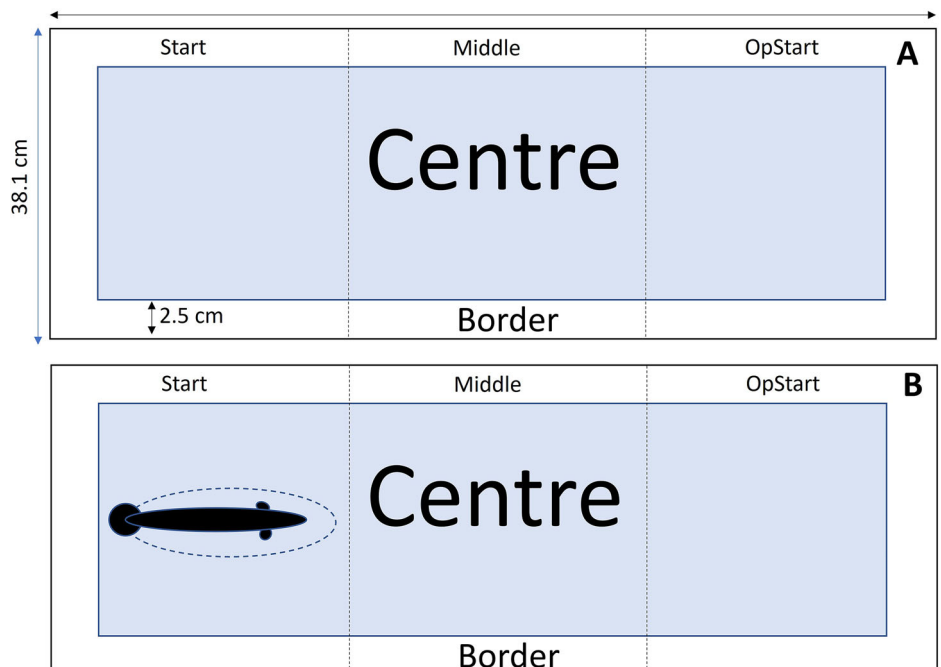 Start Middle OpStart A
Centre
38.1 cm
2.5 cm
Border
Start Middle OpStart B
Centre
Border